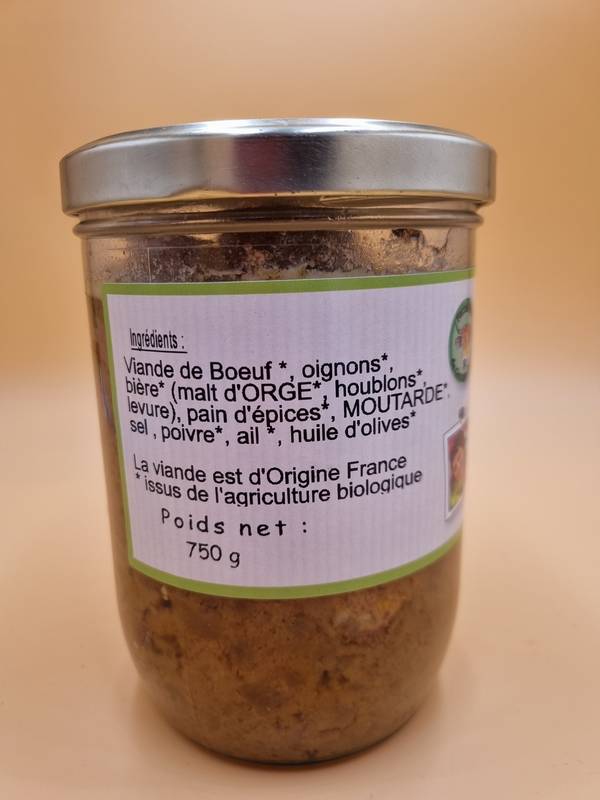 Ingrédients :
Viande de Boeuf *, oignons*,
bière* (malt d'ORGE*, houblons*,
levure), pain d'épices*, MOUTARDE*,
sel , poivre*, ail *, huile d'olives*
La viande est d'Origine France
* issus de l'agriculture biologique
Poids net :
750 g